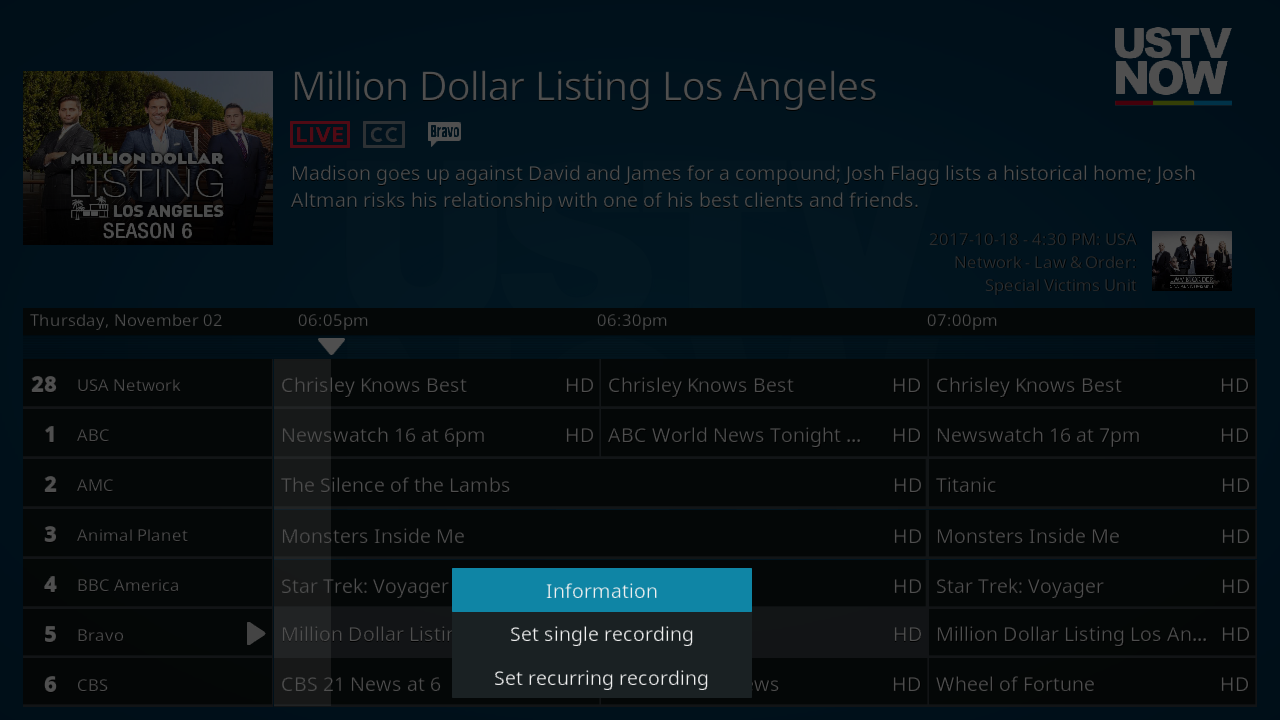 USTV
NOW
Million Dollar Listing Los Angeles
LIVE CC Bravo
MILLION DOLLAR
LISTING
LOS ANGELES
SEASON 6
Madison goes up against David and James for a compound; Josh Flagg lists a historical home; Josh
Altman risks his relationship with one of his best clients and friends.
2017-10-18 - 4:30 PM: USA
Network - Law & Order:
Special Victims Unit
Thursday, November 02 06:05pm 06:30pm 07:00pm
28 USA Network Chrisley Knows Best HD Chrisley Knows Best HD Chrisley Knows Best HD
1 ABC Newswatch 16 at 6pm HD ABC World News Tonight ... HD Newswatch 16 at 7pm HD
2 AMC The Silence of the Lambs HD Titanic HD
3 Animal Planet Monsters Inside Me HD Monsters Inside Me HD
4 BBC America Star Trek: Voyager HD Star Trek: Voyager HD
Information
5 Bravo Million Dollar HD Million Dollar Listing Los An... HD
Set single recording
6 CBS CBS 21 News at 6 HD Wheel of Fortune HD
Set recurring recording